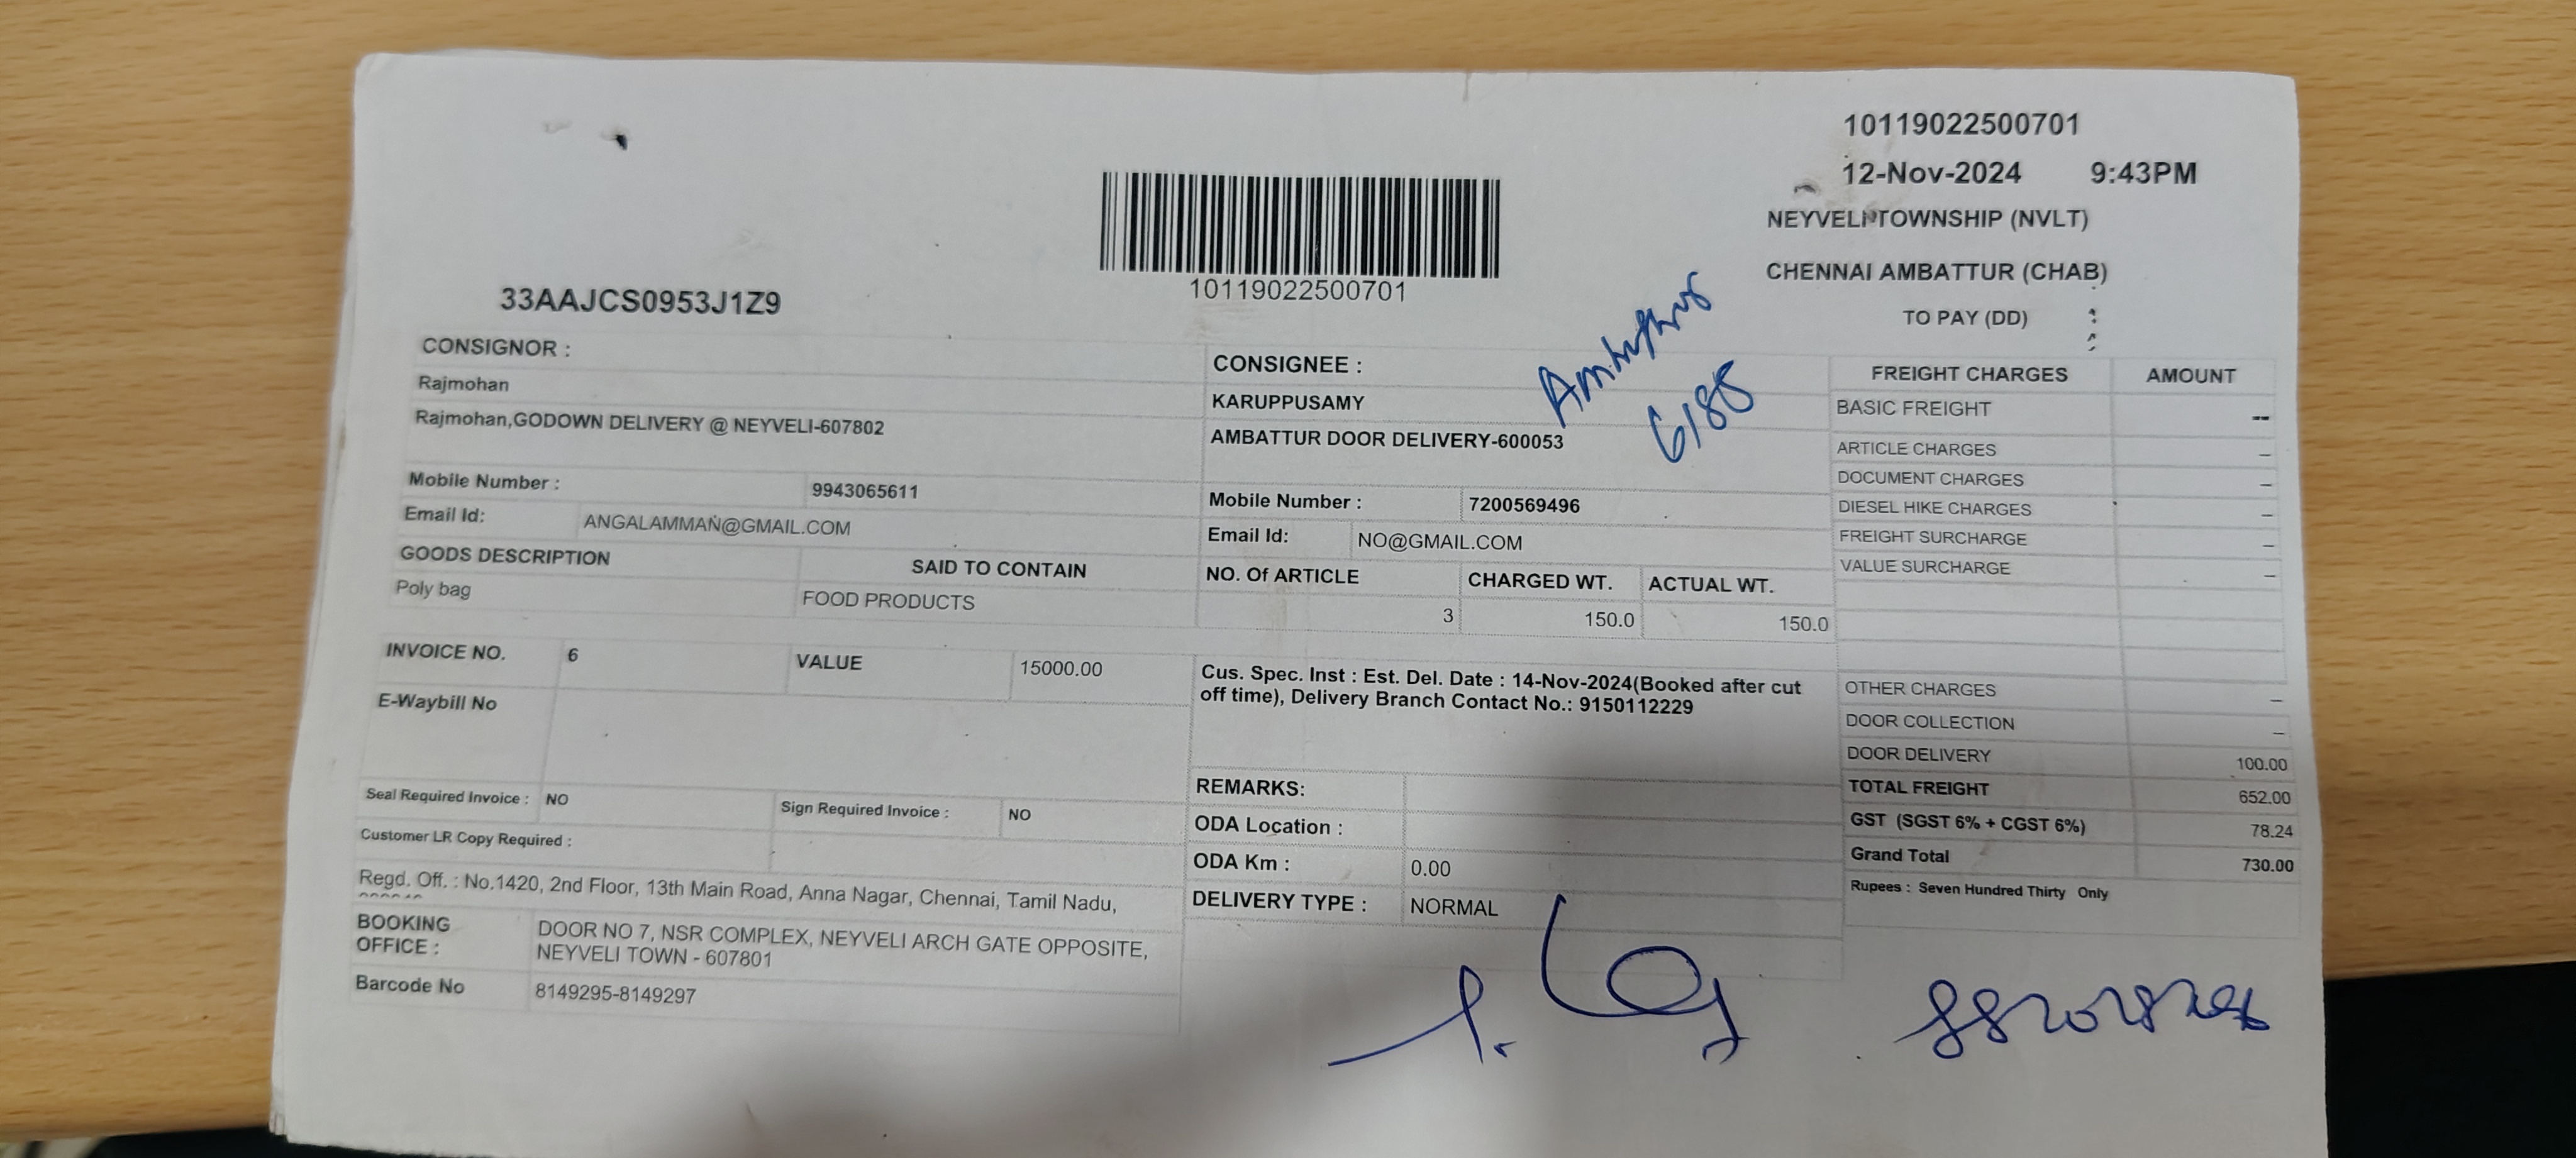 10119022500701
12-Nov-2024 9:43PM
NEYVELI TOWNSHIP (NVLT)
10119022500701
CHENNAI AMBATTUR (CHAB)
33AAJCS0953J1Z9
TO PAY (DD) :
CONSIGNOR :
Rajmohan
Rajmohan,GODOWN DELIVERY @ NEYVELI-607802
Mobile Number : 9943065611
Email Id: ANGALAMMAN@GMAIL.COM
CONSIGNEE :
KARUPPUSAMY
AMBATTUR DOOR DELIVERY-600053
6188
Mobile Number : 7200569496
Email Id: NO@GMAIL.COM
GOODS DESCRIPTION SAID TO CONTAIN NO. Of ARTICLE CHARGED WT. ACTUAL WT.
Poly bag FOOD PRODUCTS 3 150.0 150.0
INVOICE NO. 6 VALUE 15000.00
E-Waybill No
Cus. Spec. Inst : Est. Del. Date : 14-Nov-2024(Booked after cut
off time), Delivery Branch Contact No.: 9150112229
Seal Required Invoice : NO Sign Required Invoice : NO
Customer LR Copy Required :
REMARKS:
ODA Location :
ODA Km : 0.00
DELIVERY TYPE : NORMAL
Regd. Off. : No.1420, 2nd Floor, 13th Main Road, Anna Nagar, Chennai, Tamil Nadu,
BOOKING OFFICE : DOOR NO 7, NSR COMPLEX, NEYVELI ARCH GATE OPPOSITE,
NEYVELI TOWN - 607801
Barcode No 8149295-8149297
FREIGHT CHARGES AMOUNT
BASIC FREIGHT --
ARTICLE CHARGES –
DOCUMENT CHARGES –
DIESEL HIKE CHARGES –
FREIGHT SURCHARGE –
VALUE SURCHARGE –
OTHER CHARGES –
DOOR COLLECTION –
DOOR DELIVERY 100.00
TOTAL FREIGHT 652.00
GST (SGST 6% + CGST 6%) 78.24
Grand Total 730.00
Rupees : Seven Hundred Thirty Only